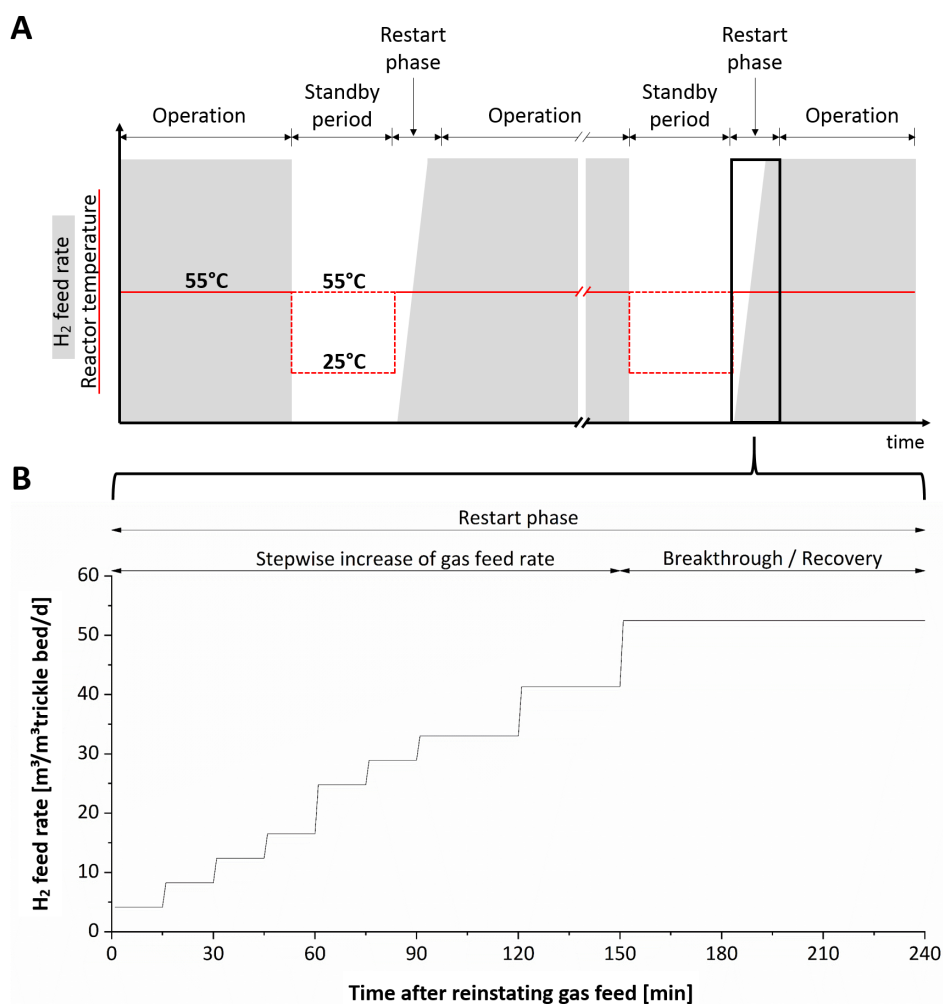 A
Restart
phase
Restart
phase
Operation
Standby
period
Operation
Standby
period
Operation
H₂ feed rate
Reactor temperature
55°C
55°C
25°C
time
B
Restart phase
Stepwise increase of gas feed rate
Breakthrough / Recovery
H₂ feed rate [m³/m³trickle bed/d]
60
50
40
30
20
10
0
0 30 60 90 120 150 180 210 240
Time after reinstating gas feed [min]